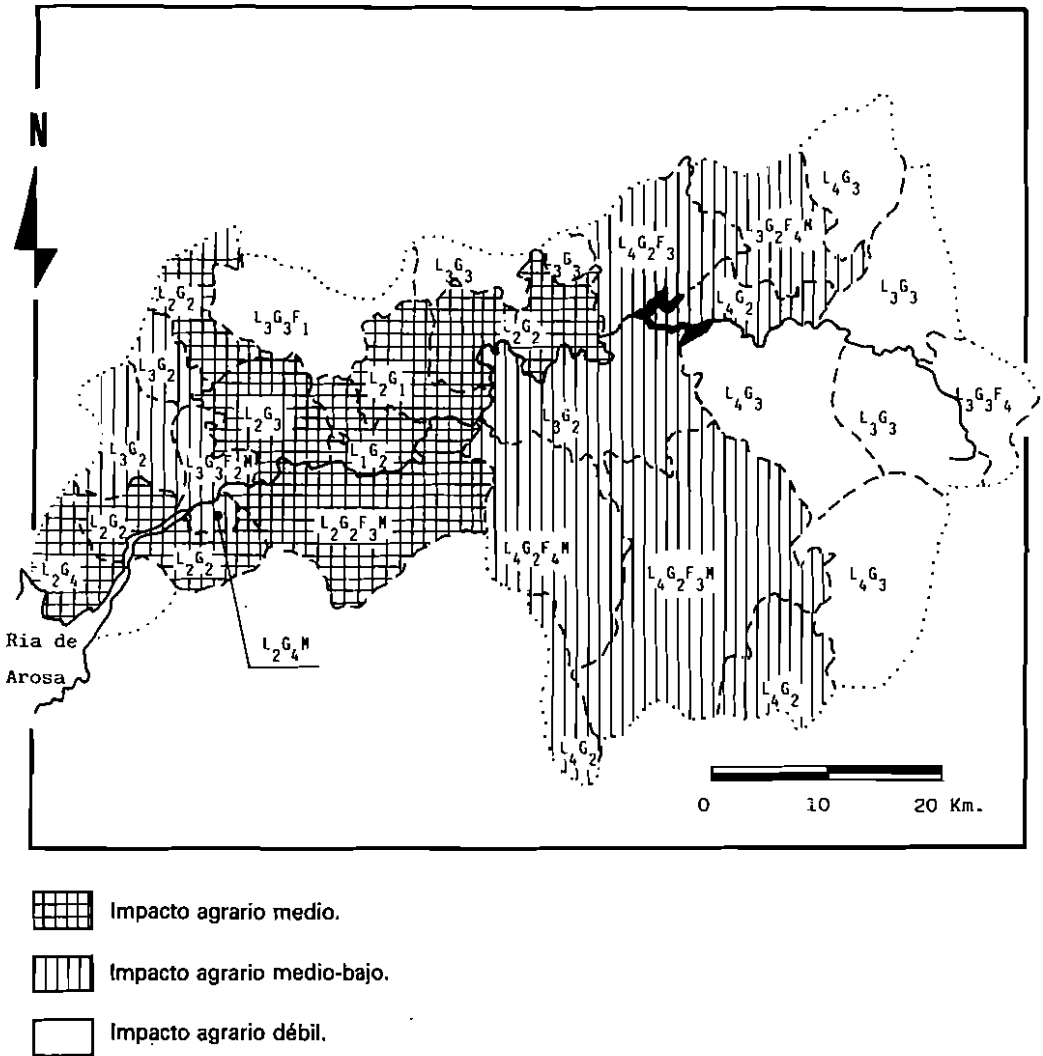 N
L4G3
L4G2F3
L3G2F4M
L3G3
L3G3
L2G2
L3G3
L4G2
L3G3F1
L2G2
L3G2
L2G1
L4G3
L3G3F4
L2G3
L3G2
L3G3
L3G2
L3G3F2M
L1G2
L2G2
L2G2F3M
L4G2F4M
L2G2
L2G4
L4G2F3M
L4G3
Ria de
L2G4M
Arosa
L4G2
L4G2
0 10 20 Km.
Impacto agrario medio.
Impacto agrario medio-bajo.
Impacto agrario débil.